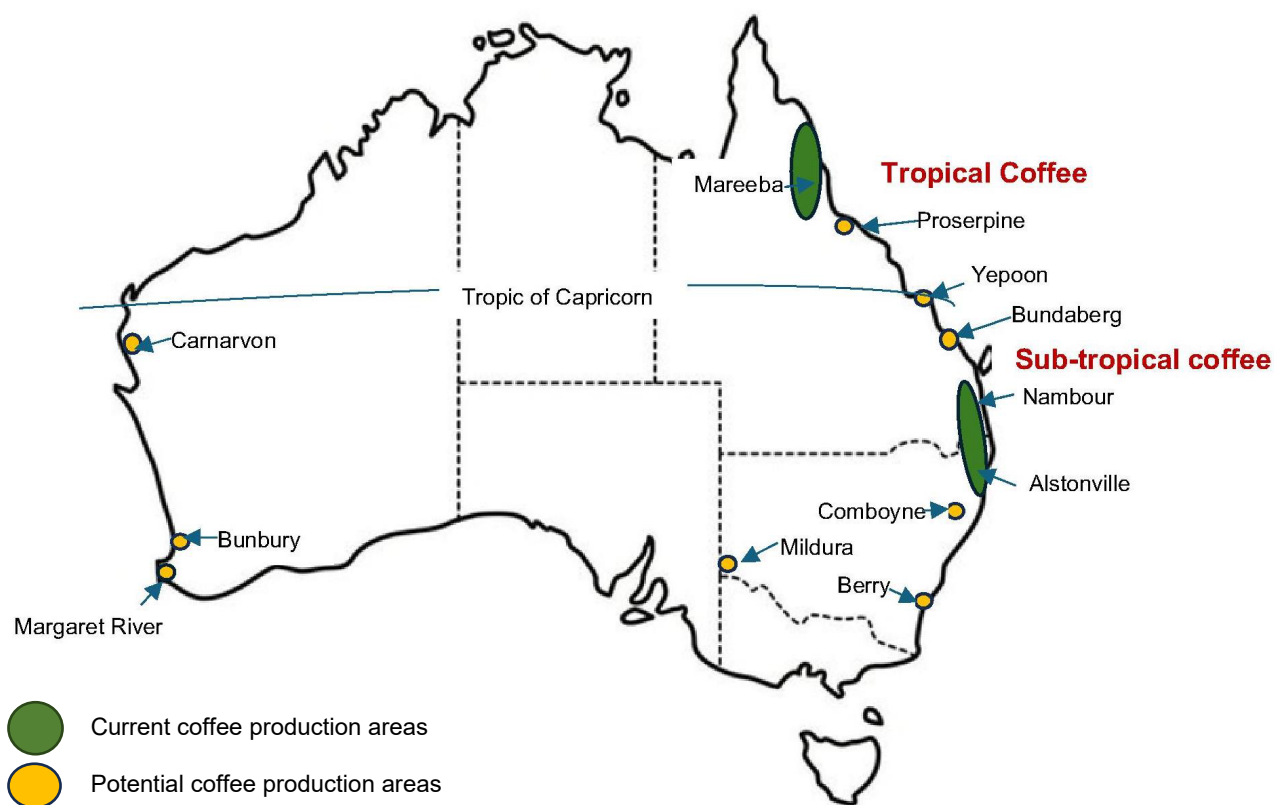 Tropical Coffee
Mareeba
Proserpine
Yepoon
Tropic of Capricorn
Bundaberg
Carnarvon
Sub-tropical coffee
Nambour
Alstonville
Comboyne
Bunbury
Mildura
Berry
Margaret River
Current coffee production areas
Potential coffee production areas